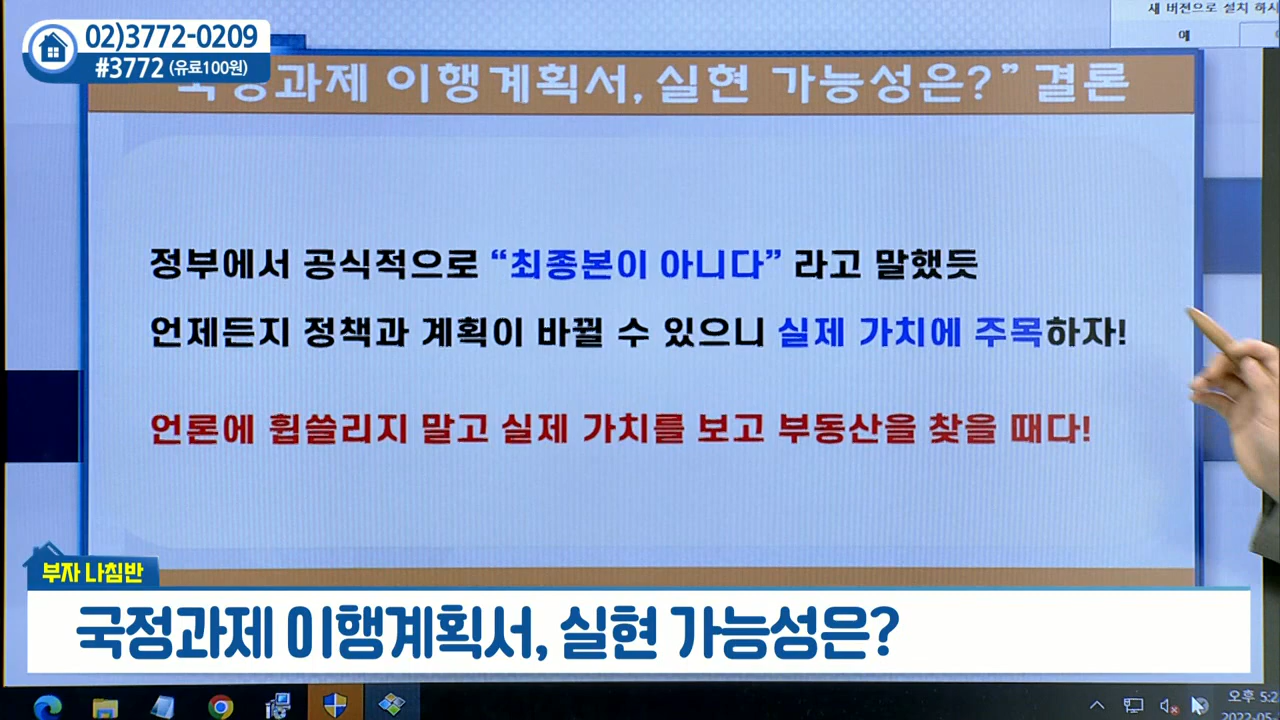 02)3772-0209
#3772 (유료100원)
새 버전으로 설치 하시
예
국정과제 이행계획서, 실현 가능성은?” 결론
정부에서 공식적으로 “최종본이 아니다” 라고 말했듯
언제든지 정책과 계획이 바뀔 수 있으니 실제 가치에 주목하자!
언론에 휩쓸리지 말고 실제 가치를 보고 부동산을 찾을 때다!
부자 나침반
국정과제 이행계획서, 실현 가능성은?
오후 5:2
2022-05